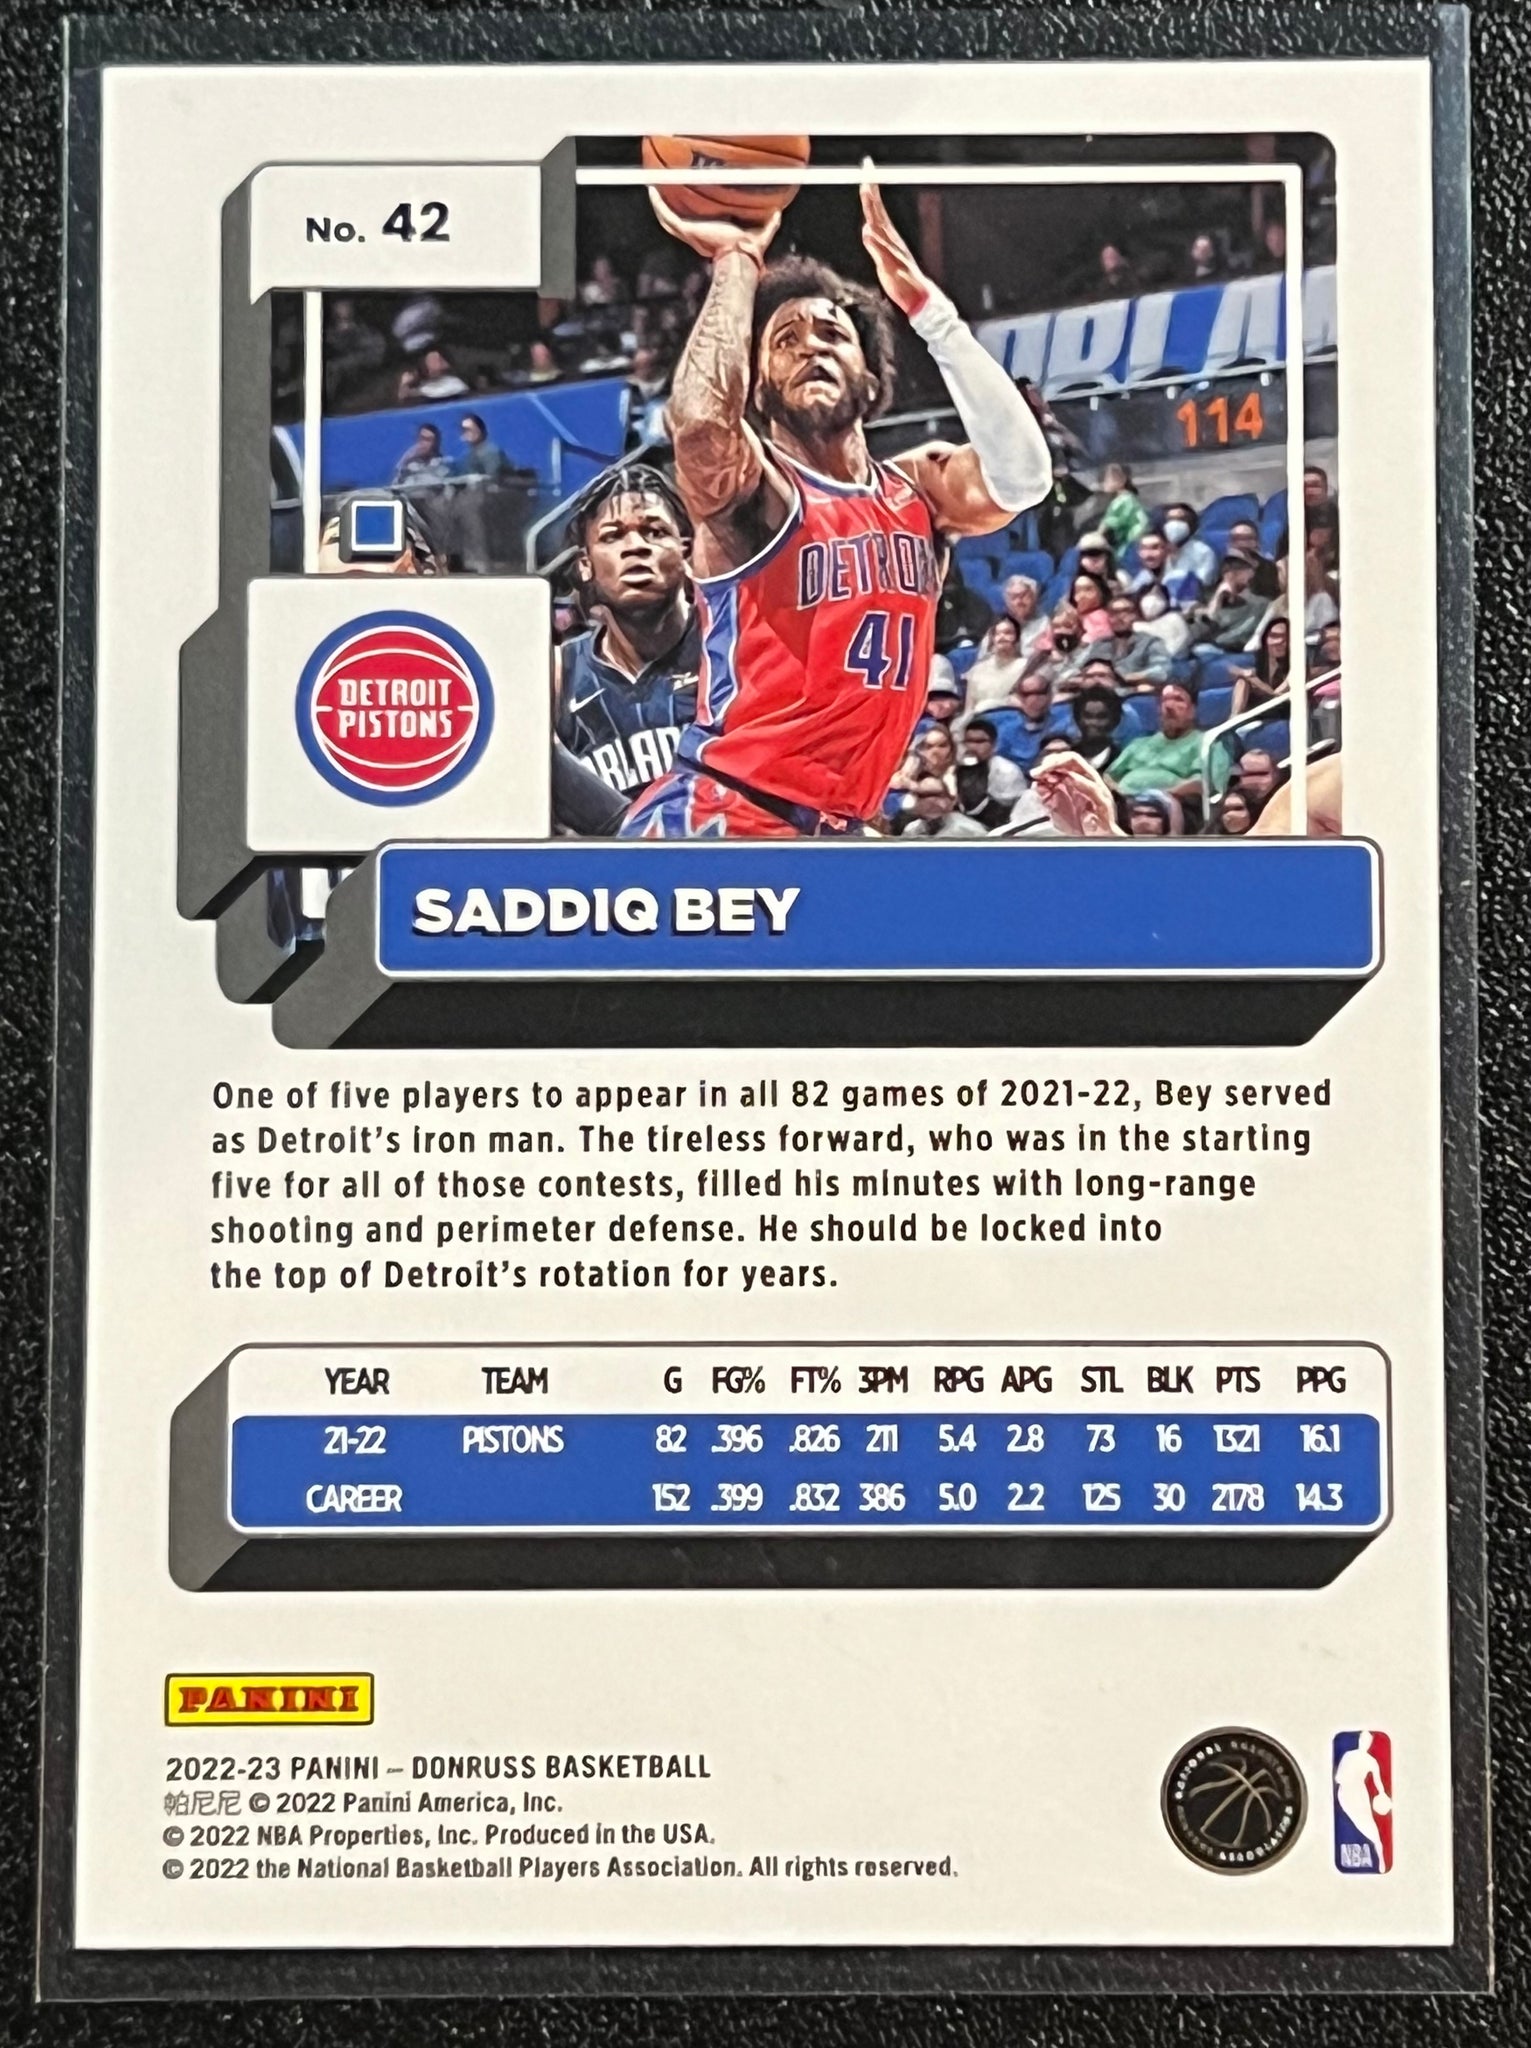 No. 42
ORLAN
114
DETROIT
41
DETROIT
PISTONS
ORLAN
SADDIQ BEY
One of five players to appear in all 82 games of 2021-22, Bey served
as Detroit's iron man. The tireless forward, who was in the starting
five for all of those contests, filled his minutes with long-range
shooting and perimeter defense. He should be locked into
the top of Detroit's rotation for years.
YEAR TEAM G FG% FT% 3PM RPG APG STL BLK PTS PPG
21-22 PISTONS 82 .396 .826 211 5.4 2.8 73 16 1321 16.1
CAREER 152 .399 .832 386 5.0 2.2 125 30 2178 14.3
PANINI
2022-23 PANINI – DONRUSS BASKETBALL
帕尼尼 © 2022 Panini America, Inc.
© 2022 NBA Properties, Inc. Produced in the USA.
© 2022 the National Basketball Players Association. All rights reserved.
NATIONAL BASKETBALL
PLAYERS ASSOCIATION
NBA